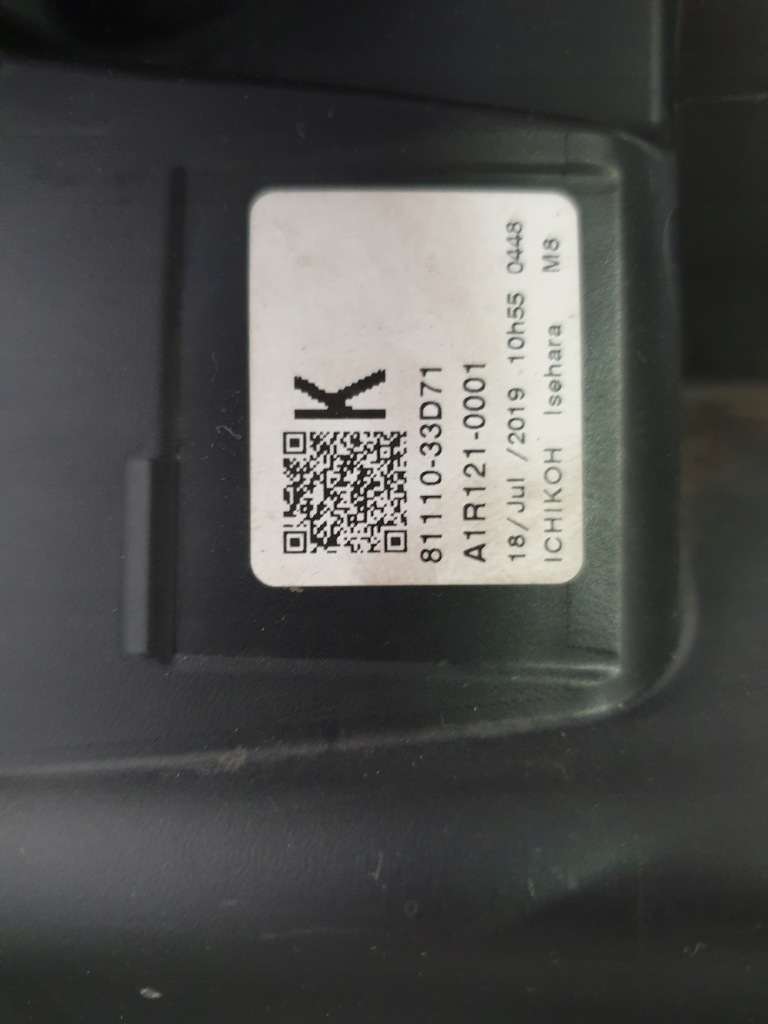 K
81110-33D71
A1R121-0001
18/Jul /2019 10h55 0448
ICHIKOH Isehara M8